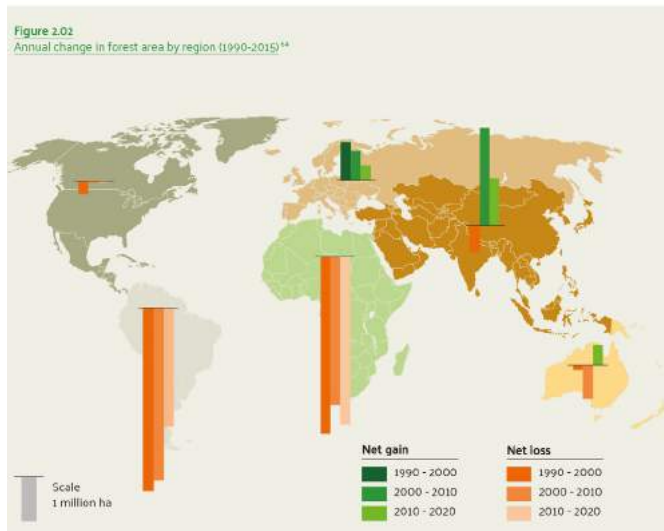 Figure 2.02
Annual change in forest area by region (1990-2015)⁶⁴
Scale
1 million ha
Net gain
1990 - 2000
2000 - 2010
2010 - 2020
Net loss
1990 - 2000
2000 - 2010
2010 - 2020